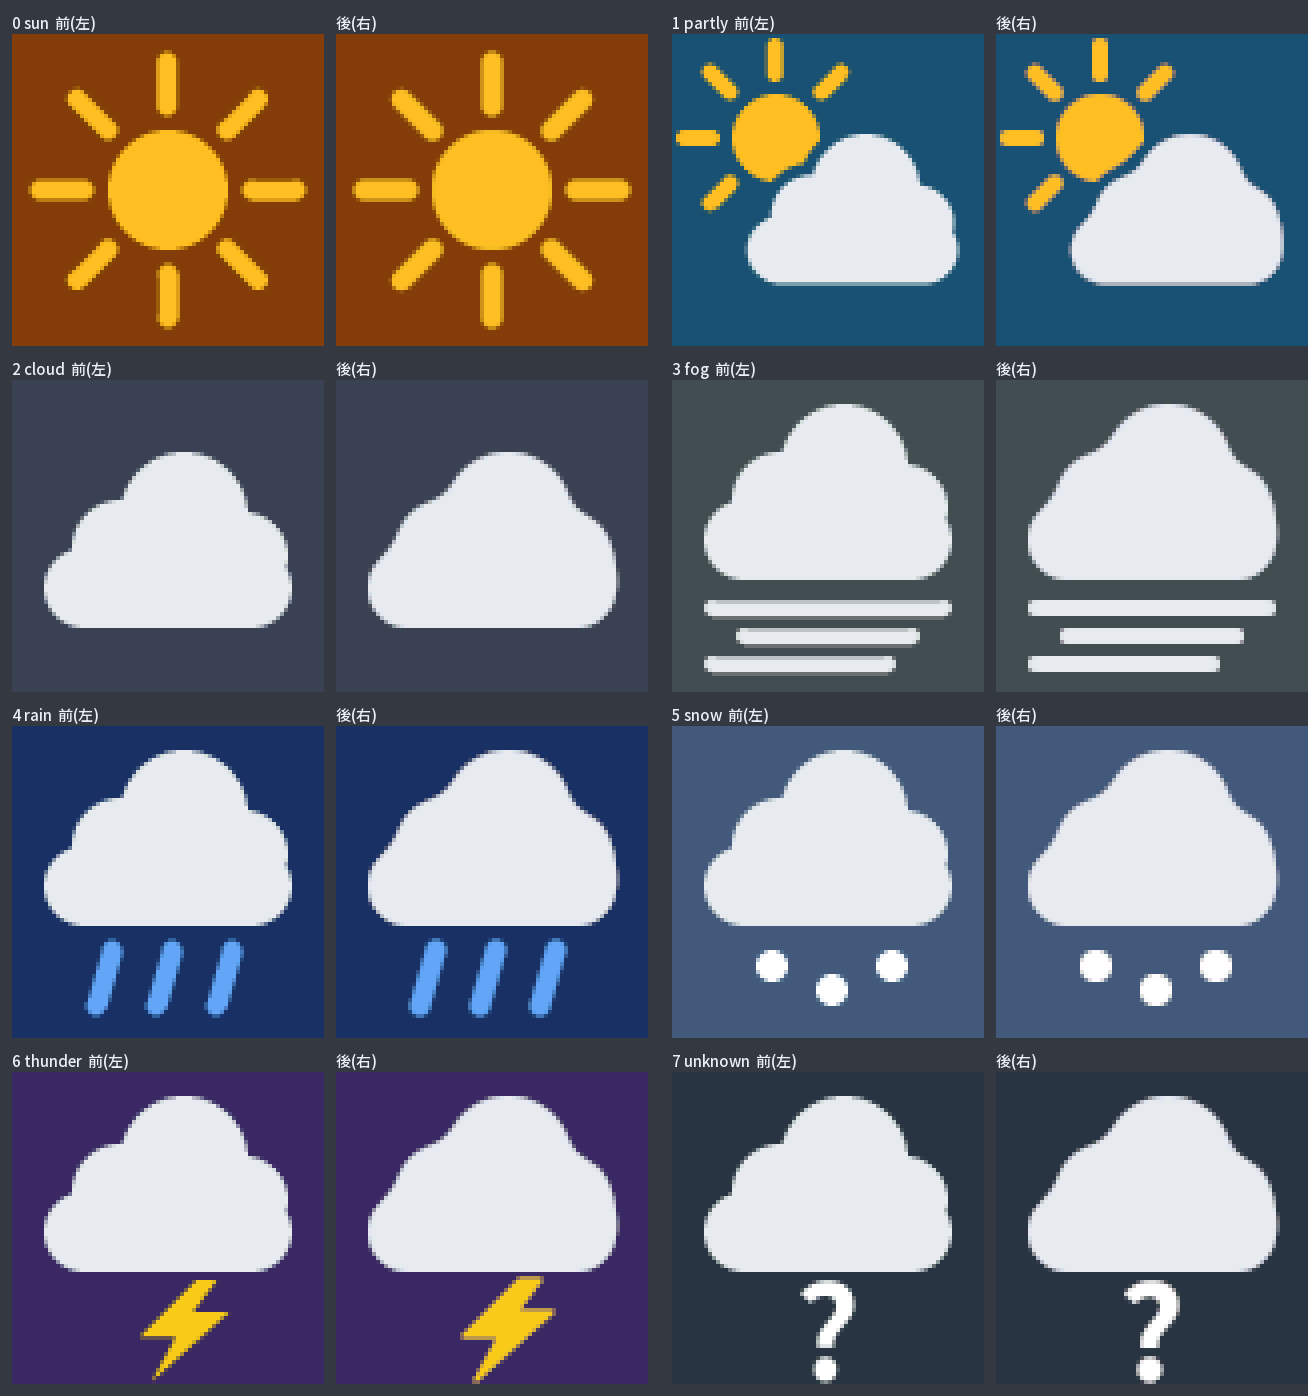 0 sun 前(左)
後(右)
1 partly 前(左)
後(右)
2 cloud 前(左)
後(右)
3 fog 前(左)
後(右)
4 rain 前(左)
後(右)
5 snow 前(左)
後(右)
6 thunder 前(左)
後(右)
7 unknown 前(左)
後(右)
?
?